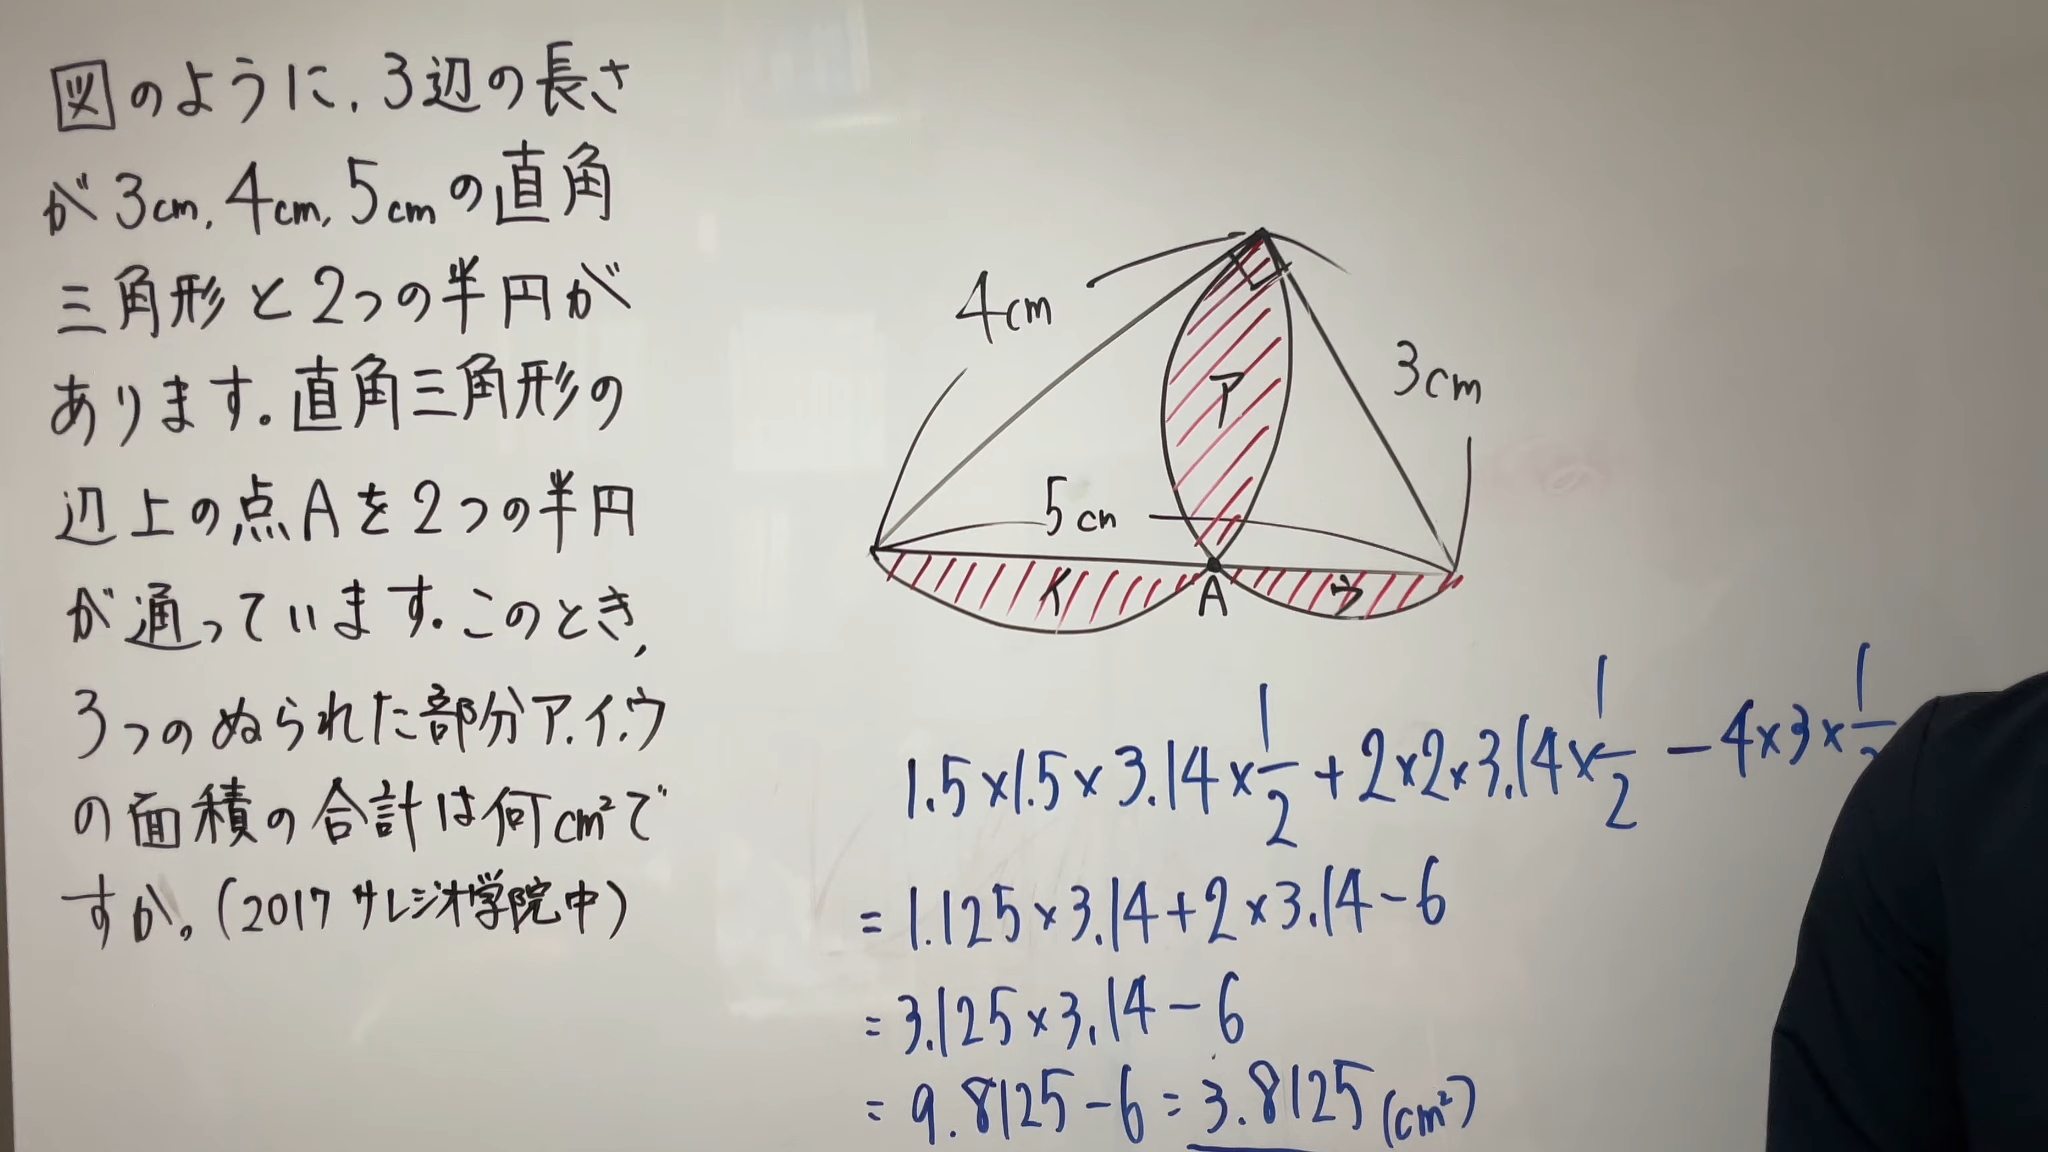 図のように、3辺の長さ
が3cm、4cm、5cmの直角
三角形と2つの半円が
あります。直角三角形の
辺上の点Aを2つの半円
が通っています。このとき、
3つのぬられた部分ア、イ、ウ
の面積の合計は何cm²で
すか。(2017 サレジオ学院中)
4cm
3cm
ア
5cm
イ
A
ウ
1.5×1.5×3.14×1/2+2×2×3.14×1/2-4×3×1/2
=1.125×3.14+2×3.14-6
=3.125×3.14-6
=9.8125-6=3.8125(cm²)